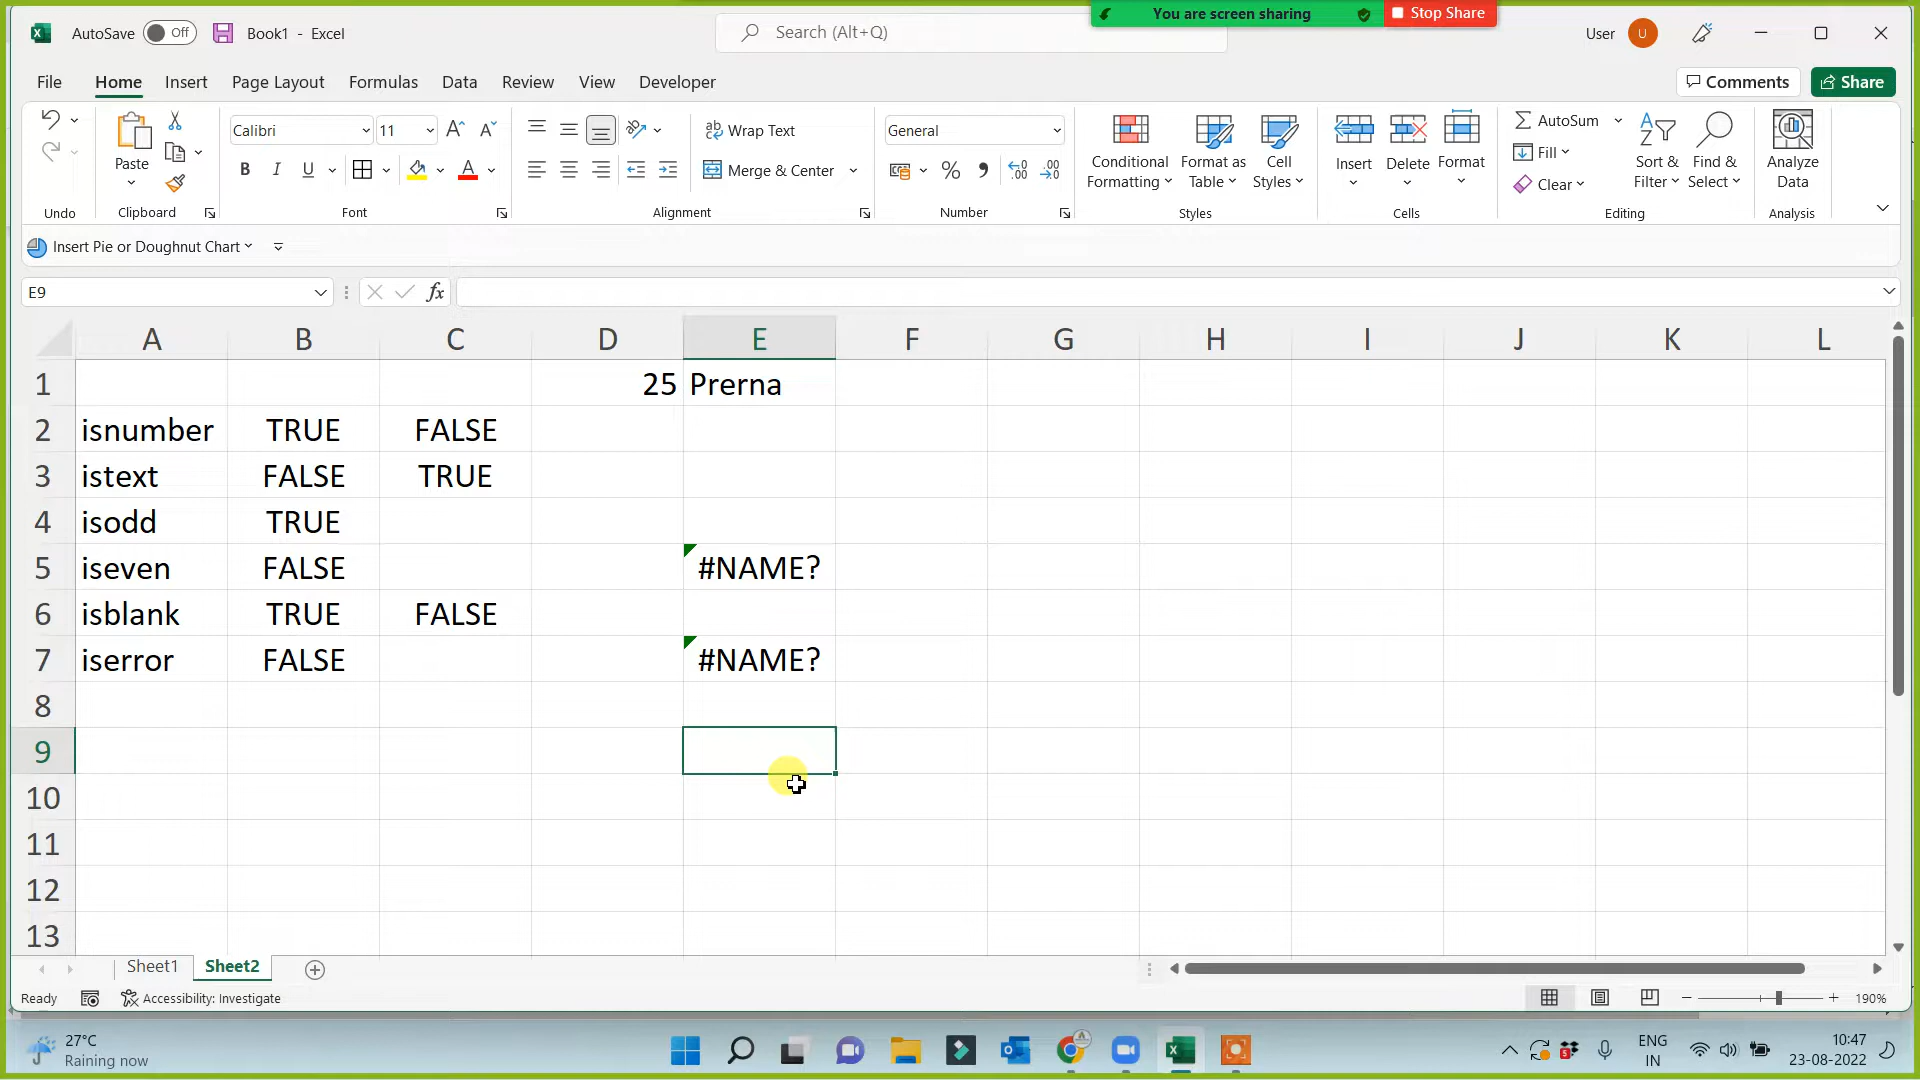 You are screen sharing Stop Share
AutoSave Off Book1 - Excel Search (Alt+Q) User U
File Home Insert Page Layout Formulas Data Review View Developer Comments Share
Paste Calibri 11 A A ab Wrap Text General Conditional Formatting Format as Table Cell Styles Insert Delete Format AutoSum Fill Clear Sort & Filter Find & Select Analyze Data
B I U A Merge & Center % , .00
Undo Clipboard Font Alignment Number Styles Cells Editing Analysis
Insert Pie or Doughnut Chart
E9 fx
A B C D E F G H I J K L
1 25 Prerna
2 isnumber TRUE FALSE
3 istext FALSE TRUE
4 isodd TRUE
5 iseven FALSE #NAME?
6 isblank TRUE FALSE
7 iserror FALSE #NAME?
8
9
10
11
12
13
Sheet1 Sheet2
Ready Accessibility: Investigate 190%
27°C ENG 10:47
Raining now IN 23-08-2022